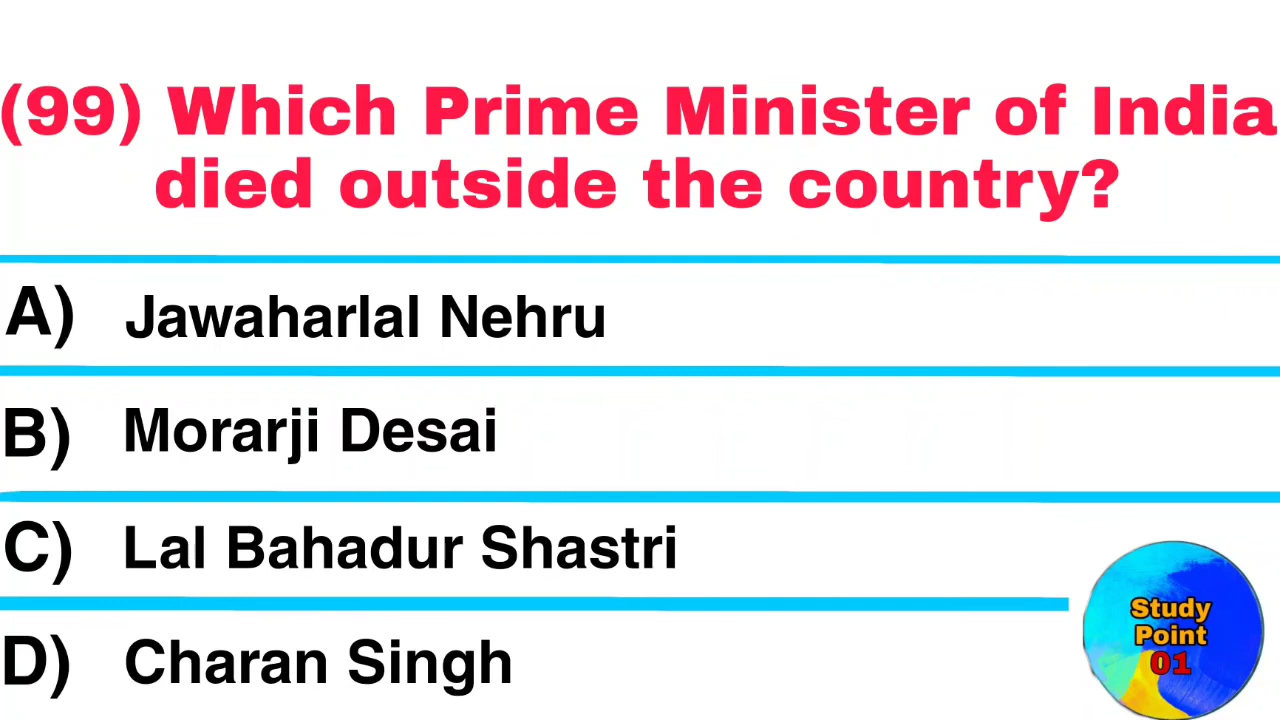 (99) Which Prime Minister of India
died outside the country?
A) Jawaharlal Nehru
B) Morarji Desai
C) Lal Bahadur Shastri
D) Charan Singh
Study
Point
01